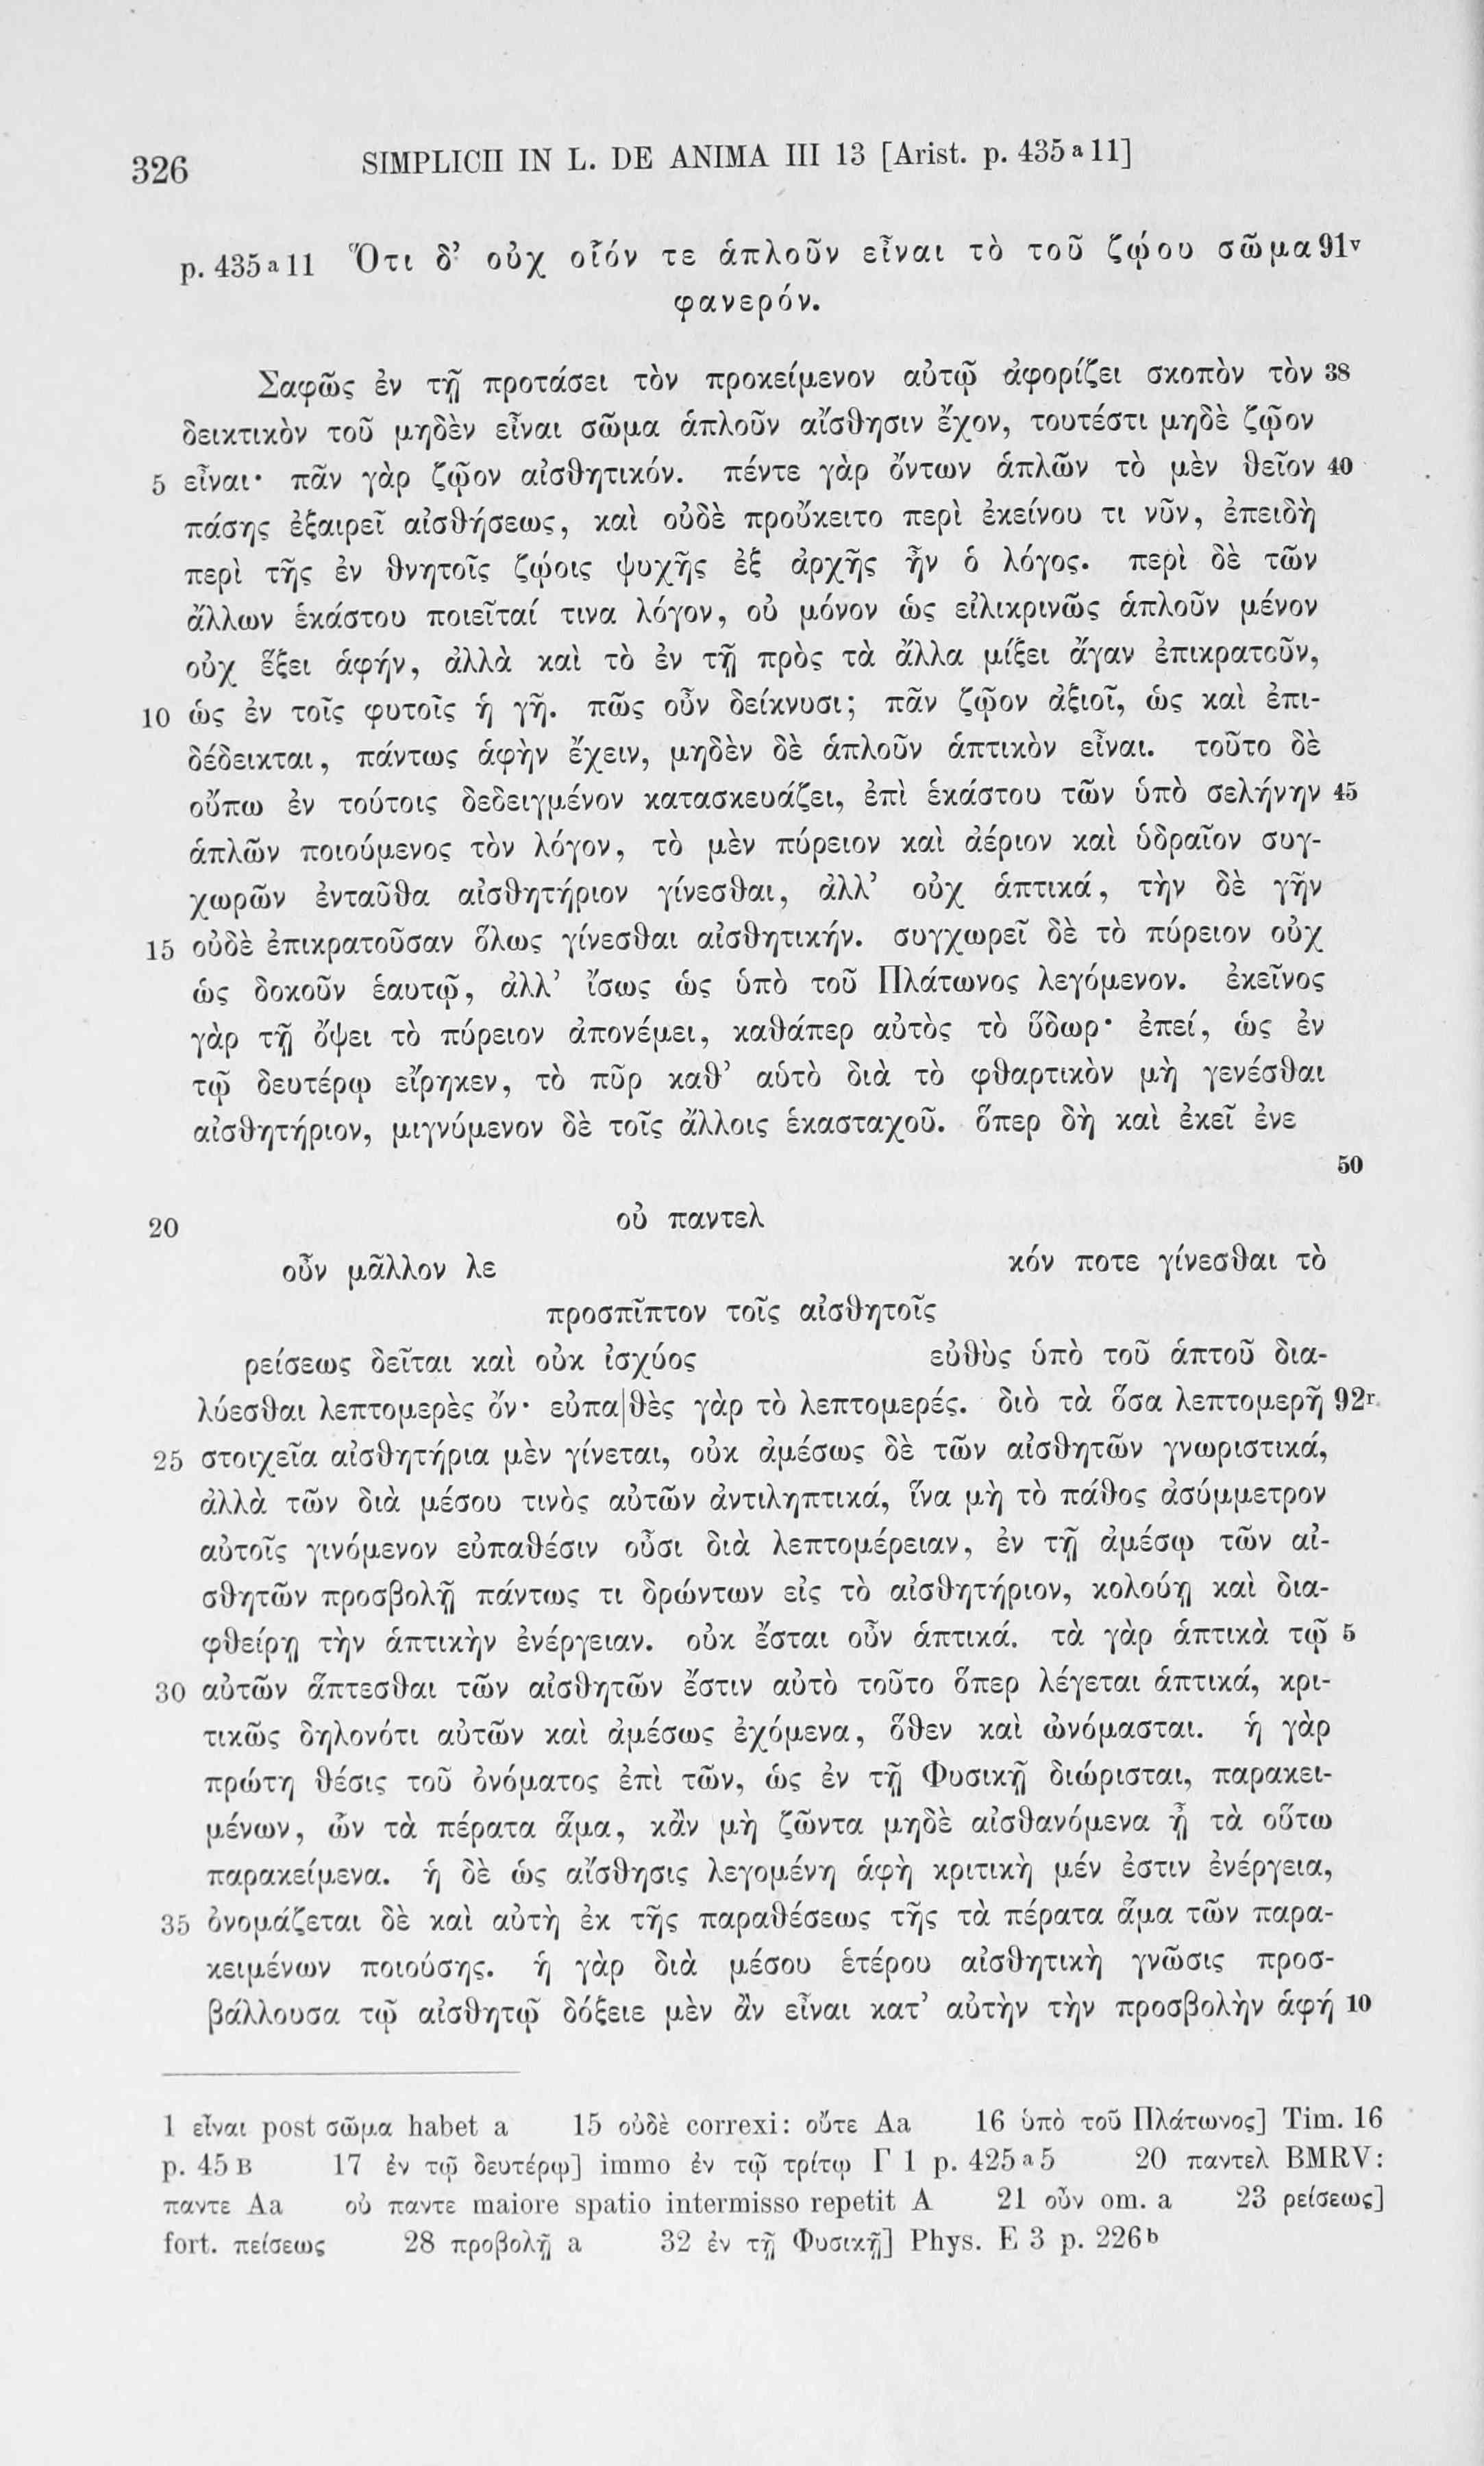 326 SIMPLICII IN L. DE ANIMA III 13 [Arist. p. 435 a 11]
p. 435 a 11 Ὅτι δ’ οὐχ οἷόν τε ἁπλοῦν εἶναι τὸ τοῦ ζῴου σῶμα 91v
φανερόν.
Σαφῶς ἐν τῇ προτάσει τὸν προκείμενον αὐτῷ ἀφορίζει σκοπὸν τὸν 38
δεικτικὸν τοῦ μηδὲν εἶναι σῶμα ἁπλοῦν αἴσθησιν ἔχον, τουτέστι μηδὲ ζῷον
5 εἶναι· πᾶν γὰρ ζῷον αἰσθητικόν. πέντε γὰρ ὄντων ἁπλῶν τὸ μὲν θεῖον 40
πάσης ἐξαιρεῖ αἰσθήσεως, καὶ οὐδὲ προὔκειτο περὶ ἐκείνου τι νῦν, ἐπειδὴ
περὶ τῆς ἐν θνητοῖς ζῴοις ψυχῆς ἐξ ἀρχῆς ἦν ὁ λόγος. περὶ δὲ τῶν
ἄλλων ἑκάστου ποιεῖταί τινα λόγον, οὐ μόνον ὡς εἰλικρινῶς ἁπλοῦν μένον
οὐχ ἕξει ἁφήν, ἀλλὰ καὶ τὸ ἐν τῇ πρὸς τὰ ἄλλα μίξει ἄγαν ἐπικρατοῦν,
10 ὡς ἐν τοῖς φυτοῖς ἡ γῆ. πῶς οὖν δείκνυσι; πᾶν ζῷον ἀξιοῖ, ὡς καὶ ἐπι-
δέδεικται, πάντως ἁφὴν ἔχειν, μηδὲν δὲ ἁπλοῦν ἁπτικὸν εἶναι. τοῦτο δὲ
οὔπω ἐν τούτοις δεδειγμένον κατασκευάζει, ἐπὶ ἑκάστου τῶν ὑπὸ σελήνην 45
ἁπλῶν ποιούμενος τὸν λόγον, τὸ μὲν πύρειον καὶ ἀέριον καὶ ὑδραῖον συγ-
χωρῶν ἐνταῦθα αἰσθητήριον γίνεσθαι, ἀλλ’ οὐχ ἁπτικά, τὴν δὲ γῆν
15 οὐδὲ ἐπικρατοῦσαν ὅλως γίνεσθαι αἰσθητικήν. συγχωρεῖ δὲ τὸ πύρειον οὐχ
ὡς δοκοῦν ἑαυτῷ, ἀλλ’ ἴσως ὡς ὑπὸ τοῦ Πλάτωνος λεγόμενον. ἐκεῖνος
γὰρ τῇ ὄψει τὸ πύρειον ἀπονέμει, καθάπερ αὐτὸς τὸ ὕδωρ· ἐπεί, ὡς ἐν
τῷ δευτέρῳ εἴρηκεν, τὸ πῦρ καθ’ αὑτὸ διὰ τὸ φθαρτικὸν μὴ γενέσθαι
αἰσθητήριον, μιγνύμενον δὲ τοῖς ἄλλοις ἑκασταχοῦ. ὅπερ δὴ καὶ ἐκεῖ ἐνε
50
20 οὐ παντελ
οὖν μᾶλλον λε κόν ποτε γίνεσθαι τὸ
προσπῖπτον τοῖς αἰσθητοῖς
ρείσεως δεῖται καὶ οὐκ ἰσχύος εὐθὺς ὑπὸ τοῦ ἁπτοῦ δια-
λύεσθαι λεπτομερὲς ὄν· εὐπα|θὲς γὰρ τὸ λεπτομερές. διὸ τὰ ὅσα λεπτομερῆ 92r
25 στοιχεῖα αἰσθητήρια μὲν γίνεται, οὐκ ἀμέσως δὲ τῶν αἰσθητῶν γνωριστικά,
ἀλλὰ τῶν διὰ μέσου τινὸς αὐτῶν ἀντιληπτικά, ἵνα μὴ τὸ πάθος ἀσύμμετρον
αὐτοῖς γινόμενον εὐπαθέσιν οὖσι διὰ λεπτομέρειαν, ἐν τῇ ἀμέσῳ τῶν αἰ-
σθητῶν προσβολῇ πάντως τι δρώντων εἰς τὸ αἰσθητήριον, κολούῃ καὶ δια-
φθείρῃ τὴν ἁπτικὴν ἐνέργειαν. οὐκ ἔσται οὖν ἁπτικά. τὰ γὰρ ἁπτικὰ τῷ 5
30 αὐτῶν ἅπτεσθαι τῶν αἰσθητῶν ἔστιν αὐτὸ τοῦτο ὅπερ λέγεται ἁπτικά, κρι-
τικῶς δηλονότι αὐτῶν καὶ ἀμέσως ἐχόμενα, ὅθεν καὶ ὠνόμασται. ἡ γὰρ
πρώτη θέσις τοῦ ὀνόματος ἐπὶ τῶν, ὡς ἐν τῇ Φυσικῇ διώρισται, παρακει-
μένων, ὧν τὰ πέρατα ἅμα, κἂν μὴ ζῶντα μηδὲ αἰσθανόμενα ᾖ τὰ οὕτω
παρακείμενα. ἡ δὲ ὡς αἴσθησις λεγομένη ἁφὴ κριτικὴ μέν ἐστιν ἐνέργεια,
35 ὀνομάζεται δὲ καὶ αὐτὴ ἐκ τῆς παραθέσεως τῆς τὰ πέρατα ἅμα τῶν παρα-
κειμένων ποιούσης. ἡ γὰρ διὰ μέσου ἑτέρου αἰσθητικὴ γνῶσις προσ-
βάλλουσα τῷ αἰσθητῷ δόξειε μὲν ἂν εἶναι κατ’ αὐτὴν τὴν προσβολὴν ἁφή 10
1 εἶναι post σῶμα habet a 15 οὐδὲ correxi: οὔτε Aa 16 ὑπὸ τοῦ Πλάτωνος] Tim. 16
p. 45 B 17 ἐν τῷ δευτέρῳ] immo ἐν τῷ τρίτῳ Γ 1 p. 425 a 5 20 παντελ BMRV:
παντε Aa οὐ παντε maiore spatio intermisso repetit A 21 οὖν om. a 23 ρείσεως]
fort. πείσεως 28 προβολῇ a 32 ἐν τῇ Φυσικῇ] Phys. E 3 p. 226 b